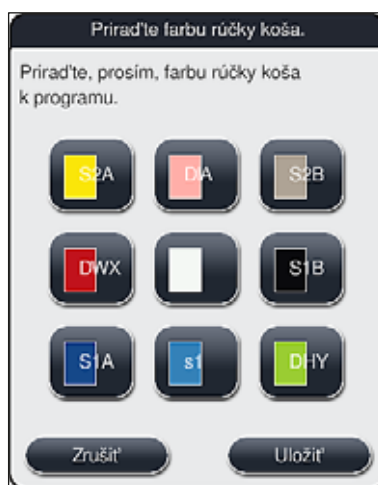 Priraďte farbu rúčky koša.
Priraďte, prosím, farbu rúčky koša
k programu.
S2A DIA S2B
DWX S1B
S1A s1 DHY
Zrušiť Uložiť